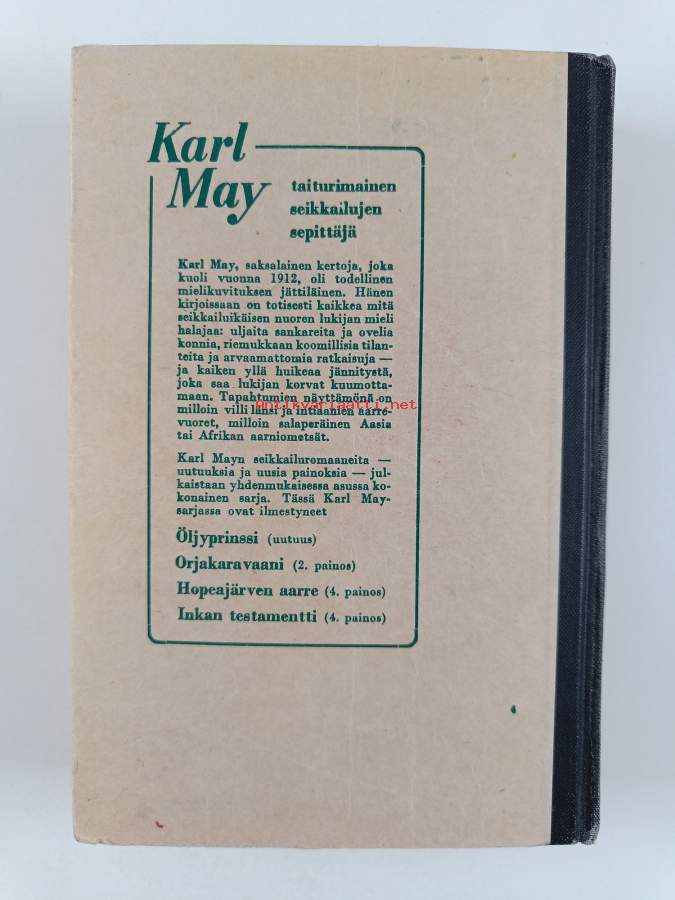 Karl
May
taiturimainen
seikkailujen
sepittäjä
Karl May, saksalainen kertoja, joka
kuoli vuonna 1912, oli todellinen
mielikuvituksen jättiläinen. Hänen
kirjoissaan on totisesti kaikkea mitä
seikkailuikäisen nuoren lukijan mieli
halajaa: uljaita sankareita ja ovelia
konnia, riemukkaan koomillisia tilan-
teita ja arvaamattomia ratkaisuja —
ja kaiken yllä huikeaa jännitystä,
joka saa lukijan korvat kuumotta-
maan. Tapahtumien näyttämönä on
milloin villi länsi ja intiaanien aarre-
vuoret, milloin salaperäinen Aasia
tai Afrikan aarniometsät.
Karl Mayn seikkailuromaaneita —
uutuuksia ja uusia painoksia — jul-
kaistaan yhdenmukaisessa asussa ko-
konainen sarja. Tässä Karl May-
sarjassa ovat ilmestyneet
Öljyprinssi (uutuus)
Orjakaravaani (2. painos)
Hopeajärven aarre (4. painos)
Inkan testamentti (4. painos)
Antikvariaatti.net